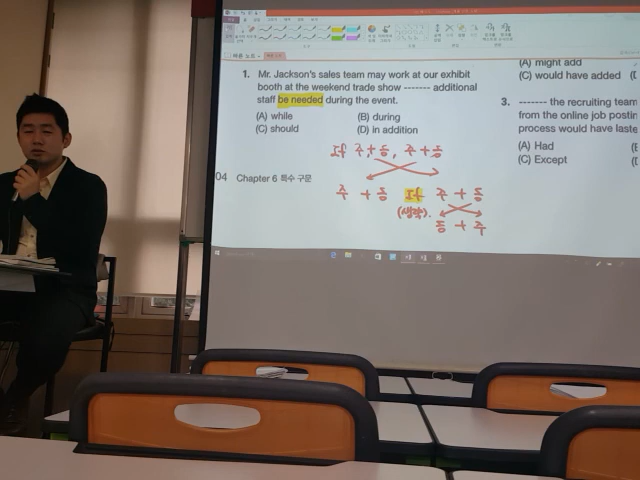 1. Mr. Jackson's sales team may work at our exhibit
booth at the weekend trade show ------- additional
staff be needed during the event.
(A) while (B) during
(C) should (D) in addition
04 Chapter 6 특수 구문
주 + 동 주 + 동
(생략).
동 + 주
(A) might add
(C) would have added
3. ------- the recruiting team
from the online job postin
process would have laste
(A) Had
(C) Except